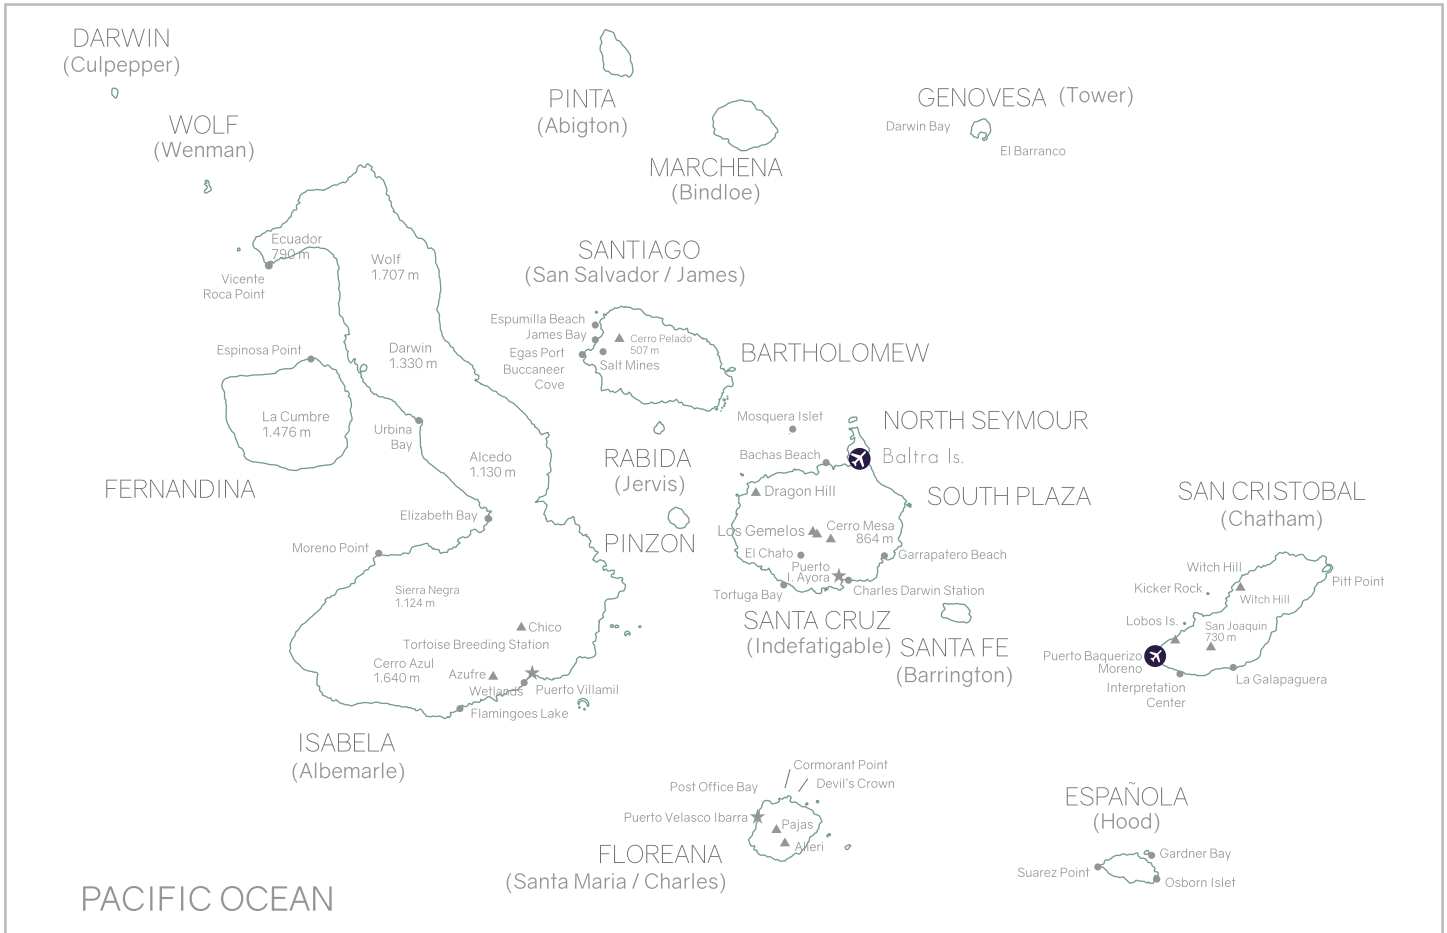 DARWIN
(Culpepper)
WOLF
(Wenman)
PINTA
(Abigton)
MARCHENA
(Bindloe)
GENOVESA (Tower)
Darwin Bay
El Barranco
Ecuador
790 m
Vicente
Roca Point
Wolf
1.707 m
SANTIAGO
(San Salvador / James)
Espumilla Beach
James Bay
Egas Port
Buccaneer
Cove
Cerro Pelado
507 m
Salt Mines
BARTHOLOMEW
Espinosa Point
Darwin
1.330 m
La Cumbre
1.476 m
Urbina
Bay
FERNANDINA
Alcedo
1.130 m
RABIDA
(Jervis)
PINZON
Mosquera Islet
NORTH SEYMOUR
Bachas Beach
Baltra Is.
Dragon Hill
SOUTH PLAZA
Los Gemelos
Cerro Mesa
864 m
El Chato
Garrapatero Beach
Puerto
I. Ayora
Tortuga Bay
Charles Darwin Station
SANTA CRUZ
(Indefatigable)
SANTA FE
(Barrington)
SAN CRISTOBAL
(Chatham)
Witch Hill
Kicker Rock
Witch Hill
Pitt Point
Lobos Is.
San Joaquin
730 m
Puerto Baquerizo
Moreno
Interpretation
Center
La Galapaguera
Elizabeth Bay
Moreno Point
Sierra Negra
1.124 m
Chico
Tortoise Breeding Station
Cerro Azul
1.640 m
Azufre
Wetlands
Puerto Villamil
Flamingoes Lake
ISABELA
(Albemarle)
Cormorant Point
Devil's Crown
Post Office Bay
Puerto Velasco Ibarra
Pajas
Alieri
FLOREANA
(Santa Maria / Charles)
ESPAÑOLA
(Hood)
Gardner Bay
Suarez Point
Osborn Islet
PACIFIC OCEAN